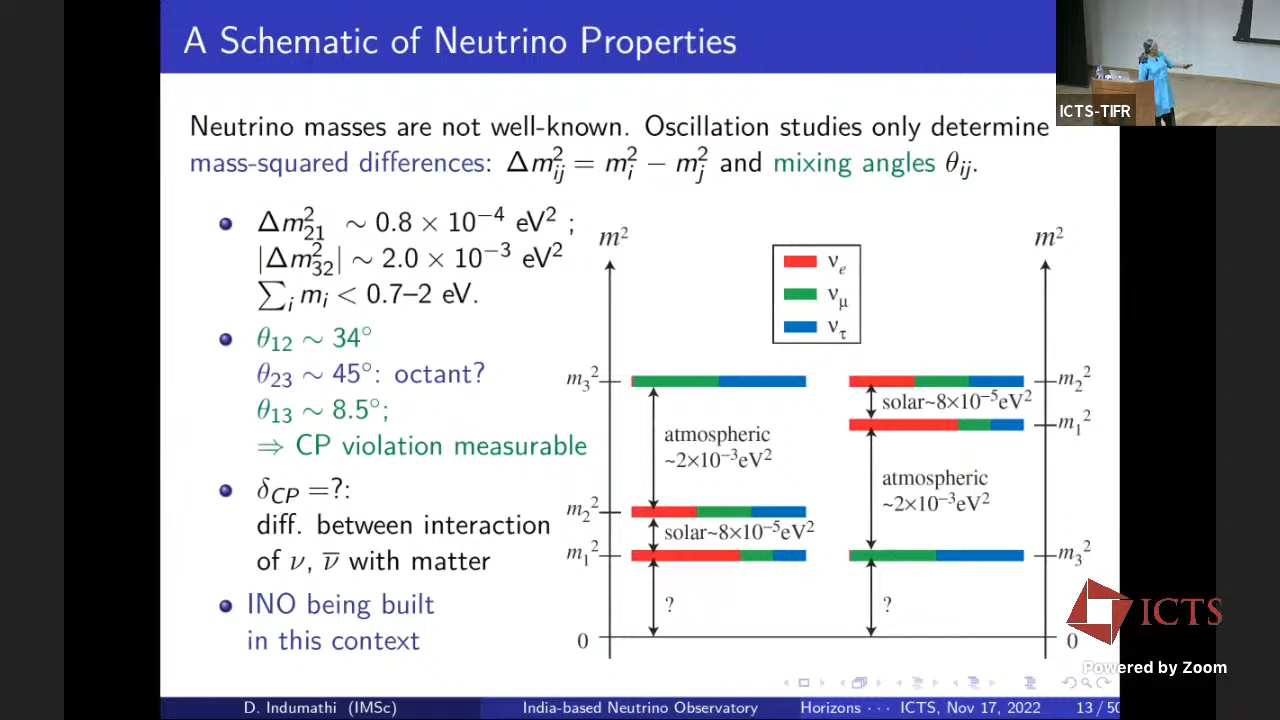 A Schematic of Neutrino Properties
ICTS-TIFR
Neutrino masses are not well-known. Oscillation studies only determine
mass-squared differences: Δm²ᵢⱼ = m²ᵢ − m²ⱼ and mixing angles θᵢⱼ.
Δm²₂₁ ∼ 0.8 × 10⁻⁴ eV² ;
|Δm²₃₂| ∼ 2.0 × 10⁻³ eV²
∑ᵢ mᵢ < 0.7–2 eV.
θ₁₂ ∼ 34°
θ₂₃ ∼ 45°: octant?
θ₁₃ ∼ 8.5°;
⇒ CP violation measurable
δ_CP =?:
diff. between interaction
of ν, ν̅ with matter
INO being built
in this context
m²
m²
νₑ
ν_μ
ν_τ
m₃²
atmospheric
~2×10⁻³eV²
m₂²
solar~8×10⁻⁵eV²
m₁²
?
0
m₂²
solar~8×10⁻⁵eV²
m₁²
atmospheric
~2×10⁻³eV²
m₃²
?
0
ICTS
Powered by Zoom
D. Indumathi (IMSc)
India-based Neutrino Observatory
Horizons · · · ICTS, Nov 17, 2022
13 / 50